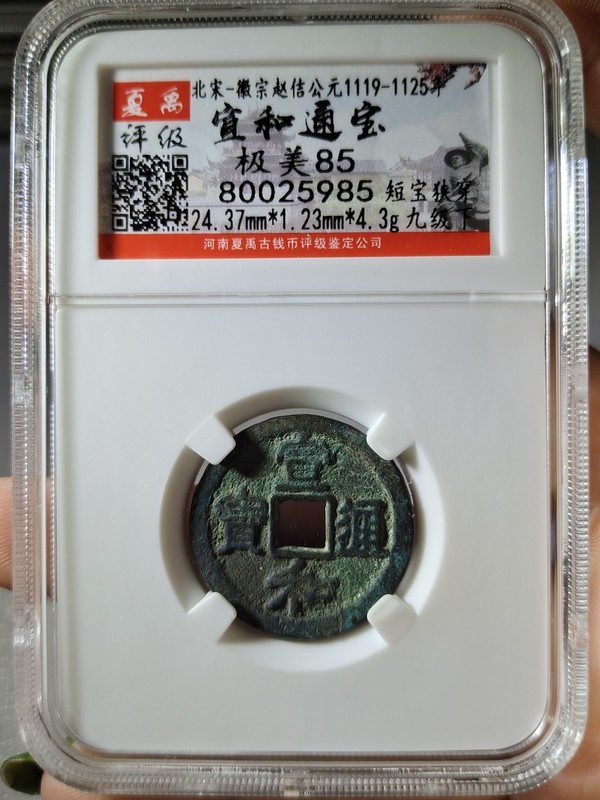 夏禹
评级
北宋-徽宗赵佶公元1119-1125年
宣和通宝
极美85
80025985 短宝狭穿
24.37mm*1.23mm*4.3g 九级下
河南夏禹古钱币评级鉴定公司
宣
寳 通
和